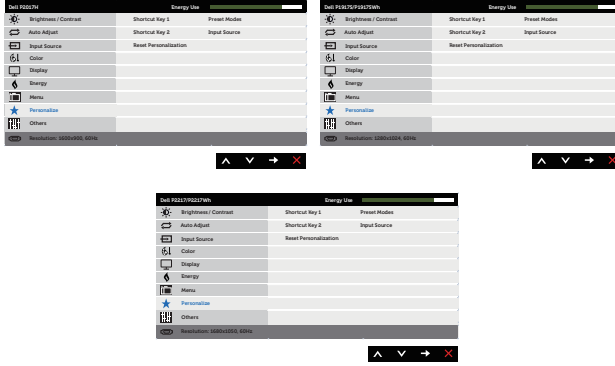 Dell P2017H Energy Use
Brightness / Contrast Shortcut Key 1 Preset Modes
Auto Adjust Shortcut Key 2 Input Source
Input Source Reset Personalization
Color
Display
Energy
Menu
Personalize
Others
Resolution: 1600x900, 60Hz
Dell P1917S/P1917SWh Energy Use
Brightness / Contrast Shortcut Key 1 Preset Modes
Auto Adjust Shortcut Key 2 Input Source
Input Source Reset Personalization
Color
Display
Energy
Menu
Personalize
Others
Resolution: 1280x1024, 60Hz
Dell P2217/P2217Wh Energy Use
Brightness / Contrast Shortcut Key 1 Preset Modes
Auto Adjust Shortcut Key 2 Input Source
Input Source Reset Personalization
Color
Display
Energy
Menu
Personalize
Others
Resolution: 1680x1050, 60Hz